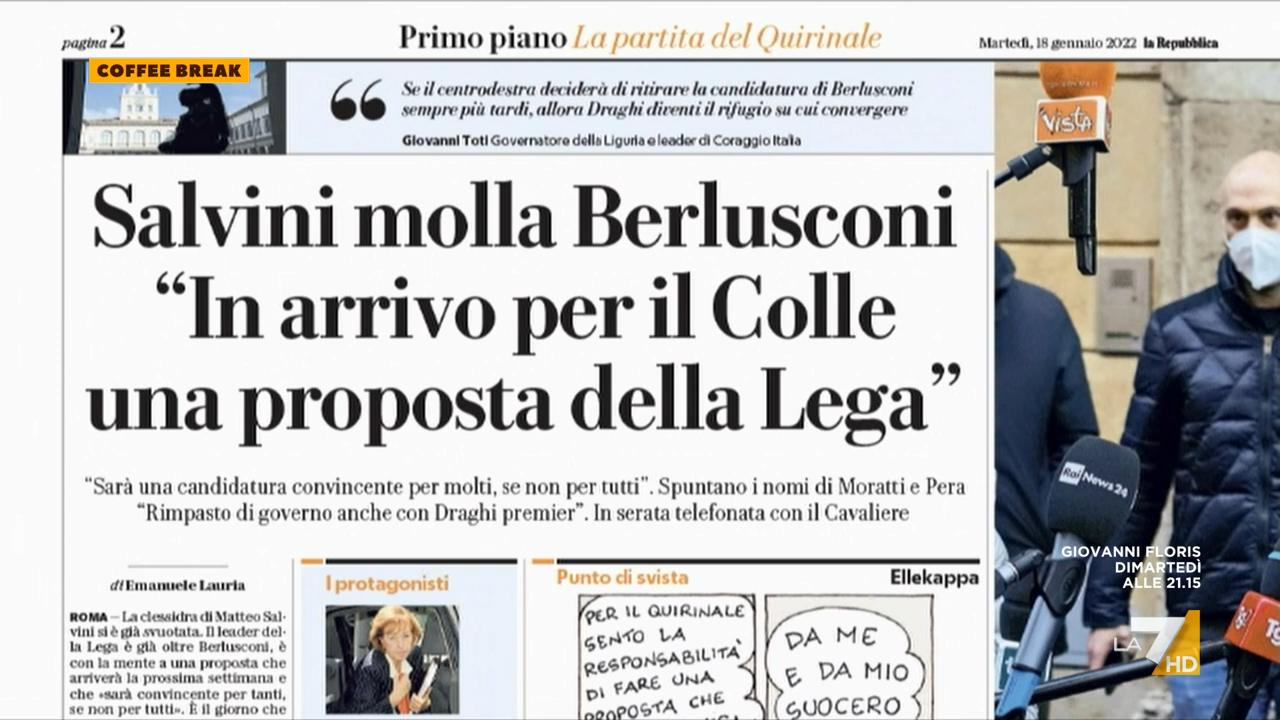 pagina 2
Primo piano La partita del Quirinale
Martedì, 18 gennaio 2022 la Repubblica
COFFEE BREAK
“ Se il centrodestra deciderà di ritirare la candidatura di Berlusconi
sempre più tardi, allora Draghi diventi il rifugio su cui convergere
Giovanni Toti Governatore della Liguria e leader di Coraggio Italia
Salvini molla Berlusconi
“In arrivo per il Colle
una proposta della Lega”
“Sarà una candidatura convincente per molti, se non per tutti”. Spuntano i nomi di Moratti e Pera
“Rimpasto di governo anche con Draghi premier”. In serata telefonata con il Cavaliere
di Emanuele Lauria
ROMA — La clessidra di Matteo Sal-
vini si è già svuotata. Il leader del-
la Lega è già oltre Berlusconi, è
con la mente a una proposta che
arriverà la prossima settimana e
che «sarà convincente per tanti,
se non per tutti». È il giorno che
I protagonisti
Punto di svista
Ellekappa
PER IL QUIRINALE
SENTO LA
RESPONSABILITÀ
DI FARE UNA
PROPOSTA CHE
DA ME
E DA MIO
SUOCERO
VISTA
Rai News 24
GIOVANNI FLORIS
DIMARTEDÌ
ALLE 21.15
LA 7 HD